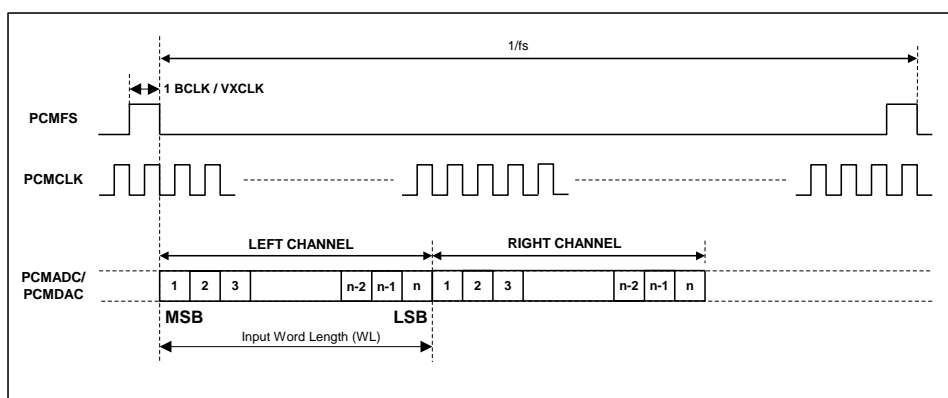 1/fs
1 BCLK / VXCLK
PCMFS
PCMCLK
LEFT CHANNEL
RIGHT CHANNEL
PCMADC/
PCMDAC
1 2 3 n-2 n-1 n 1 2 3 n-2 n-1 n
MSB LSB
Input Word Length (WL)